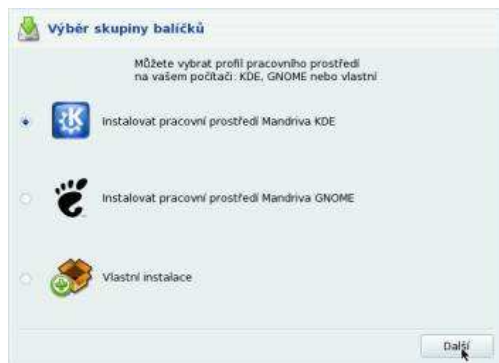 Výběr skupiny balíčků
Můžete vybrat profil pracovního prostředí
na vašem počítači: KDE, GNOME nebo vlastní
Instalovat pracovní prostředí Mandriva KDE
Instalovat pracovní prostředí Mandriva GNOME
Vlastní instalace
Další